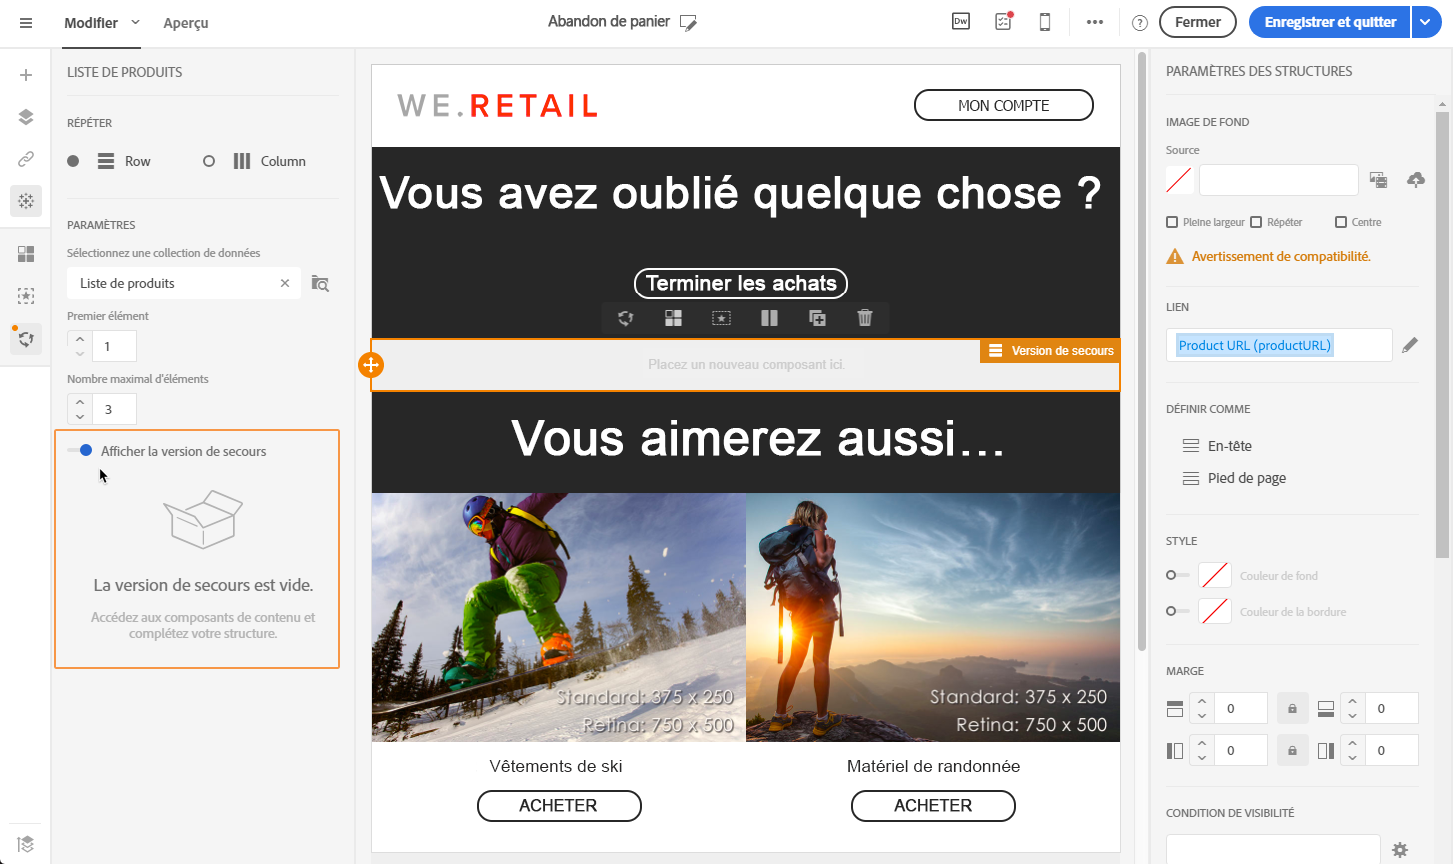 Modifier
Aperçu
Abandon de panier
Dw
?
Fermer
Enregistrer et quitter
LISTE DE PRODUITS
RÉPÉTER
Row
Column
PARAMÈTRES
Sélectionnez une collection de données
Liste de produits
Premier élément
1
Nombre maximal d'éléments
3
Afficher la version de secours
La version de secours est vide.
Accédez aux composants de contenu et
complétez votre structure.
WE.RETAIL
MON COMPTE
Vous avez oublié quelque chose ?
Terminer les achats
Version de secours
Placez un nouveau composant ici.
Vous aimerez aussi...
Standard: 375 x 250
Retina: 750 x 500
Standard: 375 x 250
Retina: 750 x 500
Vêtements de ski
Matériel de randonnée
ACHETER
ACHETER
PARAMÈTRES DES STRUCTURES
IMAGE DE FOND
Source
Pleine largeur
Répéter
Centre
Avertissement de compatibilité.
LIEN
Product URL (productURL)
DÉFINIR COMME
En-tête
Pied de page
STYLE
Couleur de fond
Couleur de la bordure
MARGE
0
0
0
0
CONDITION DE VISIBILITÉ